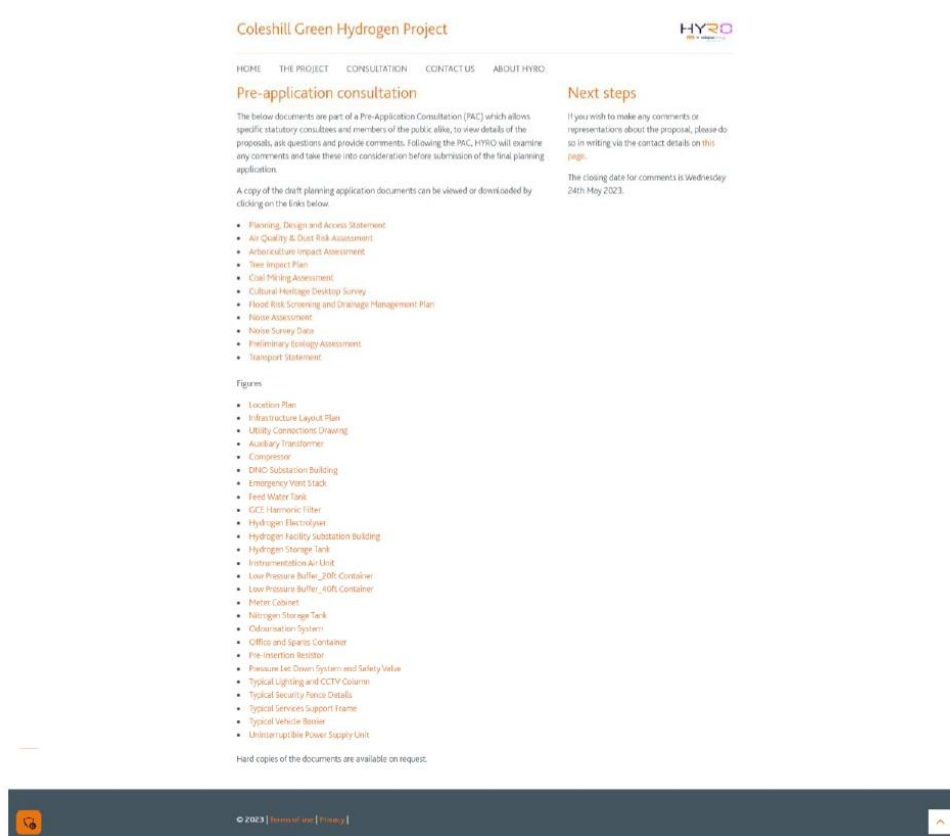 Coleshill Green Hydrogen Project
HYRO
HOME THE PROJECT CONSULTATION CONTACT US ABOUT HYRO
Pre-application consultation
The below documents are part of a Pre-Application Consultation (PAC) which allows
specific statutory consultees and members of the public alike, to view details of the
proposals, ask questions and provide comments. Following the PAC, HYRO will examine
any comments and take these into consideration before submission of the final planning
application.
A copy of the draft planning application documents can be viewed or downloaded by
clicking on the links below.
Planning, Design and Access Statement
Air Quality & Dust Risk Assessment
Arboriculture Impact Assessment
Tree Impact Plan
Coal Mining Assessment
Cultural Heritage Desktop Survey
Flood Risk Screening and Drainage Management Plan
Noise Assessment
Noise Survey Data
Preliminary Ecology Assessment
Transport Statement
Figures
Location Plan
Infrastructure Layout Plan
Utility Connections Drawing
Auxiliary Transformer
Compressor
DNO Substation Building
Emergency Vent Stack
Feed Water Tank
GCE Harmonic Filter
Hydrogen Electrolyser
Hydrogen Facility Substation Building
Hydrogen Storage Tank
Instrumentation Air Unit
Low Pressure Buffer_20ft Container
Low Pressure Buffer_40ft Container
Meter Cabinet
Nitrogen Storage Tank
Odourisation System
Office and Spares Container
Pre-Insertion Resistor
Pressure Let Down System and Safety Value
Typical Lighting and CCTV Column
Typical Security Fence Details
Typical Services Support Frame
Typical Vehicle Barrier
Uninterruptible Power Supply Unit
Hard copies of the documents are available on request.
Next steps
If you wish to make any comments or
representations about the proposal, please do
so in writing via the contact details on this
page.
The closing date for comments is Wednesday
24th May 2023.
© 2023 | Terms of use | Privacy |